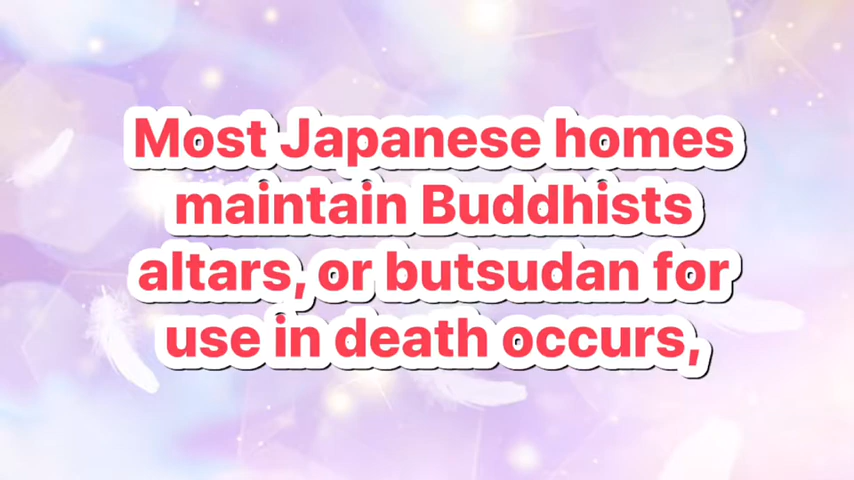 Most Japanese homes
maintain Buddhists
altars, or butsudan for
use in death occurs,